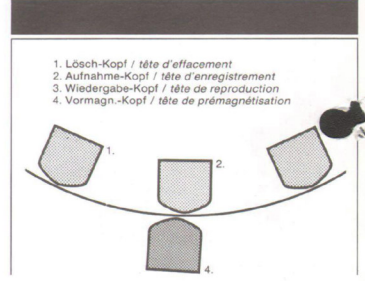 1. Lösch-Kopf / tête d'effacement
2. Aufnahme-Kopf / tête d'enregistrement
3. Wiedergabe-Kopf / tête de reproduction
4. Vormagn.-Kopf / tête de prémagnétisation
1.
2.
4.